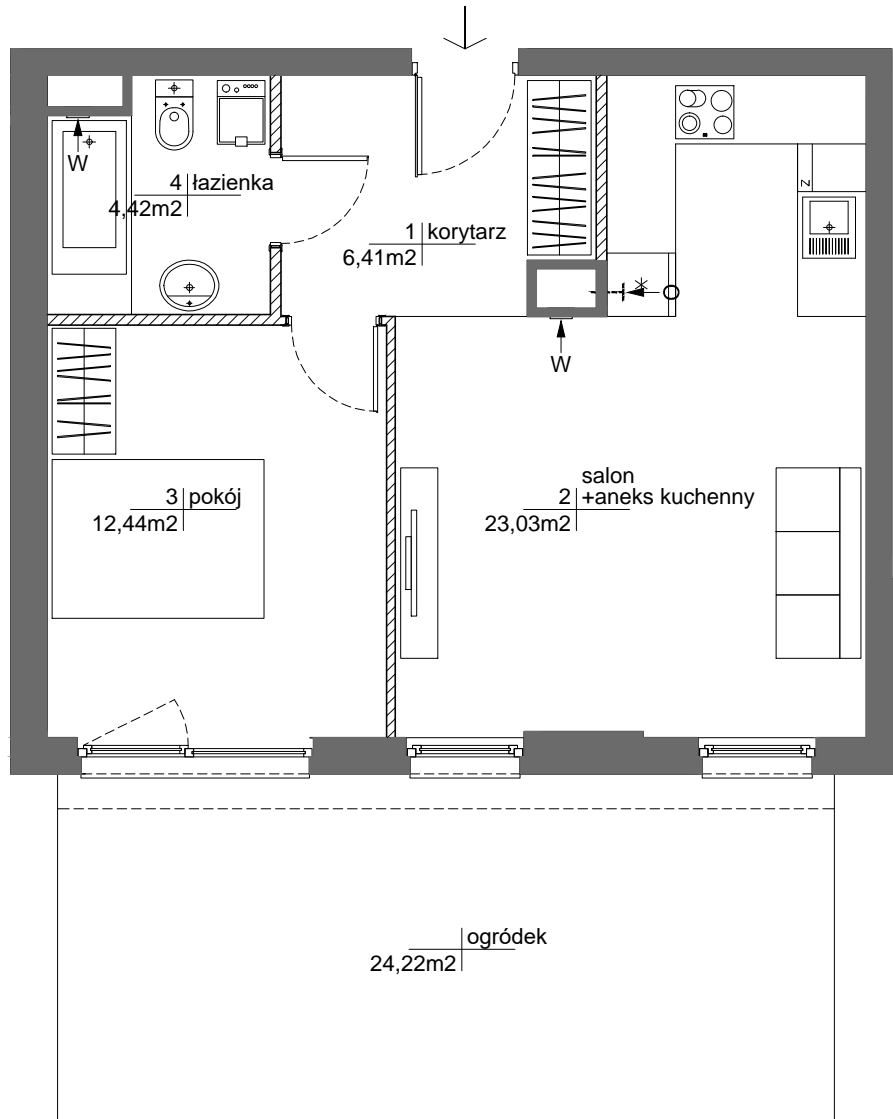 W
4 łazienka
4,42m2
1 korytarz
6,41m2
Z
W
3 pokój
12,44m2
salon
2 +aneks kuchenny
23,03m2
ogródek
24,22m2